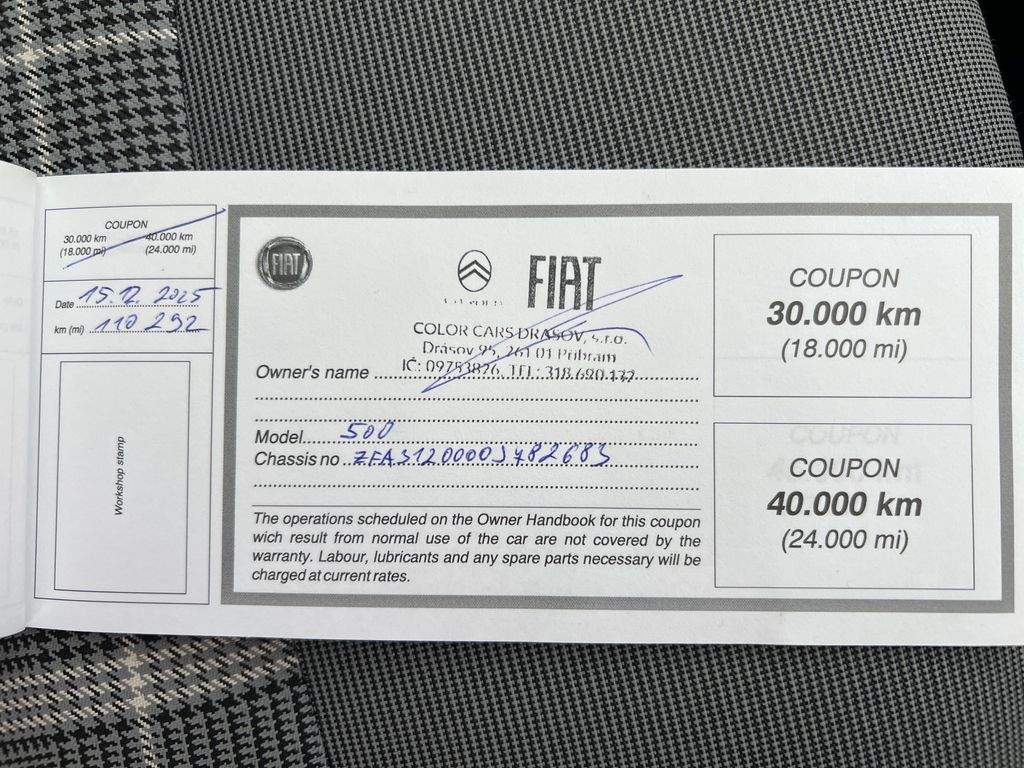 COUPON
30.000 km 40.000 km
(18.000 mi) (24.000 mi)
Date 15.12. 2025
km (mi) 110 292
Workshop stamp
FIAT
FIAT
COLOR CARS DRASOV, s.r.o.
Drásov 95, 261 01 Příbram
IČ: 09753826, TEL: 318 690 132
Owner's name
Model 500
Chassis no ZFA3120000J782683
The operations scheduled on the Owner Handbook for this coupon
wich result from normal use of the car are not covered by the
warranty. Labour, lubricants and any spare parts necessary will be
charged at current rates.
COUPON
30.000 km
(18.000 mi)
COUPON
40.000 km
(24.000 mi)